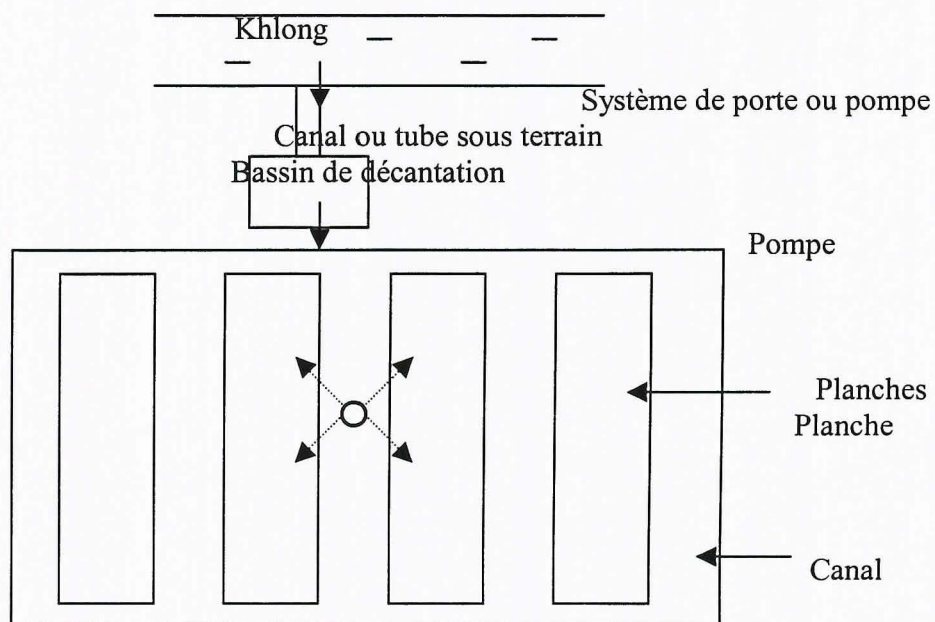 Khlong
Système de porte ou pompe
Canal ou tube sous terrain
Bassin de décantation
Pompe
Planches
Planche
Canal